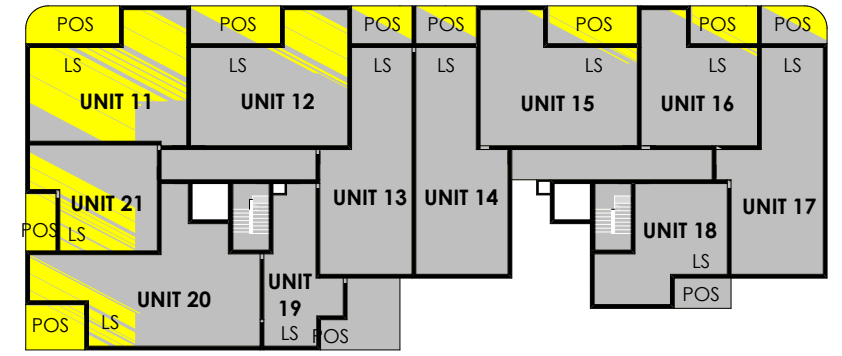 POS
POS
POS
POS
POS
POS
POS
LS
LS
LS
LS
LS
LS
LS
UNIT 11
UNIT 12
UNIT 15
UNIT 16
UNIT 21
UNIT 13
UNIT 14
UNIT 17
POS
LS
UNIT 18
LS
UNIT
19
UNIT 20
POS
POS
LS
LS
POS